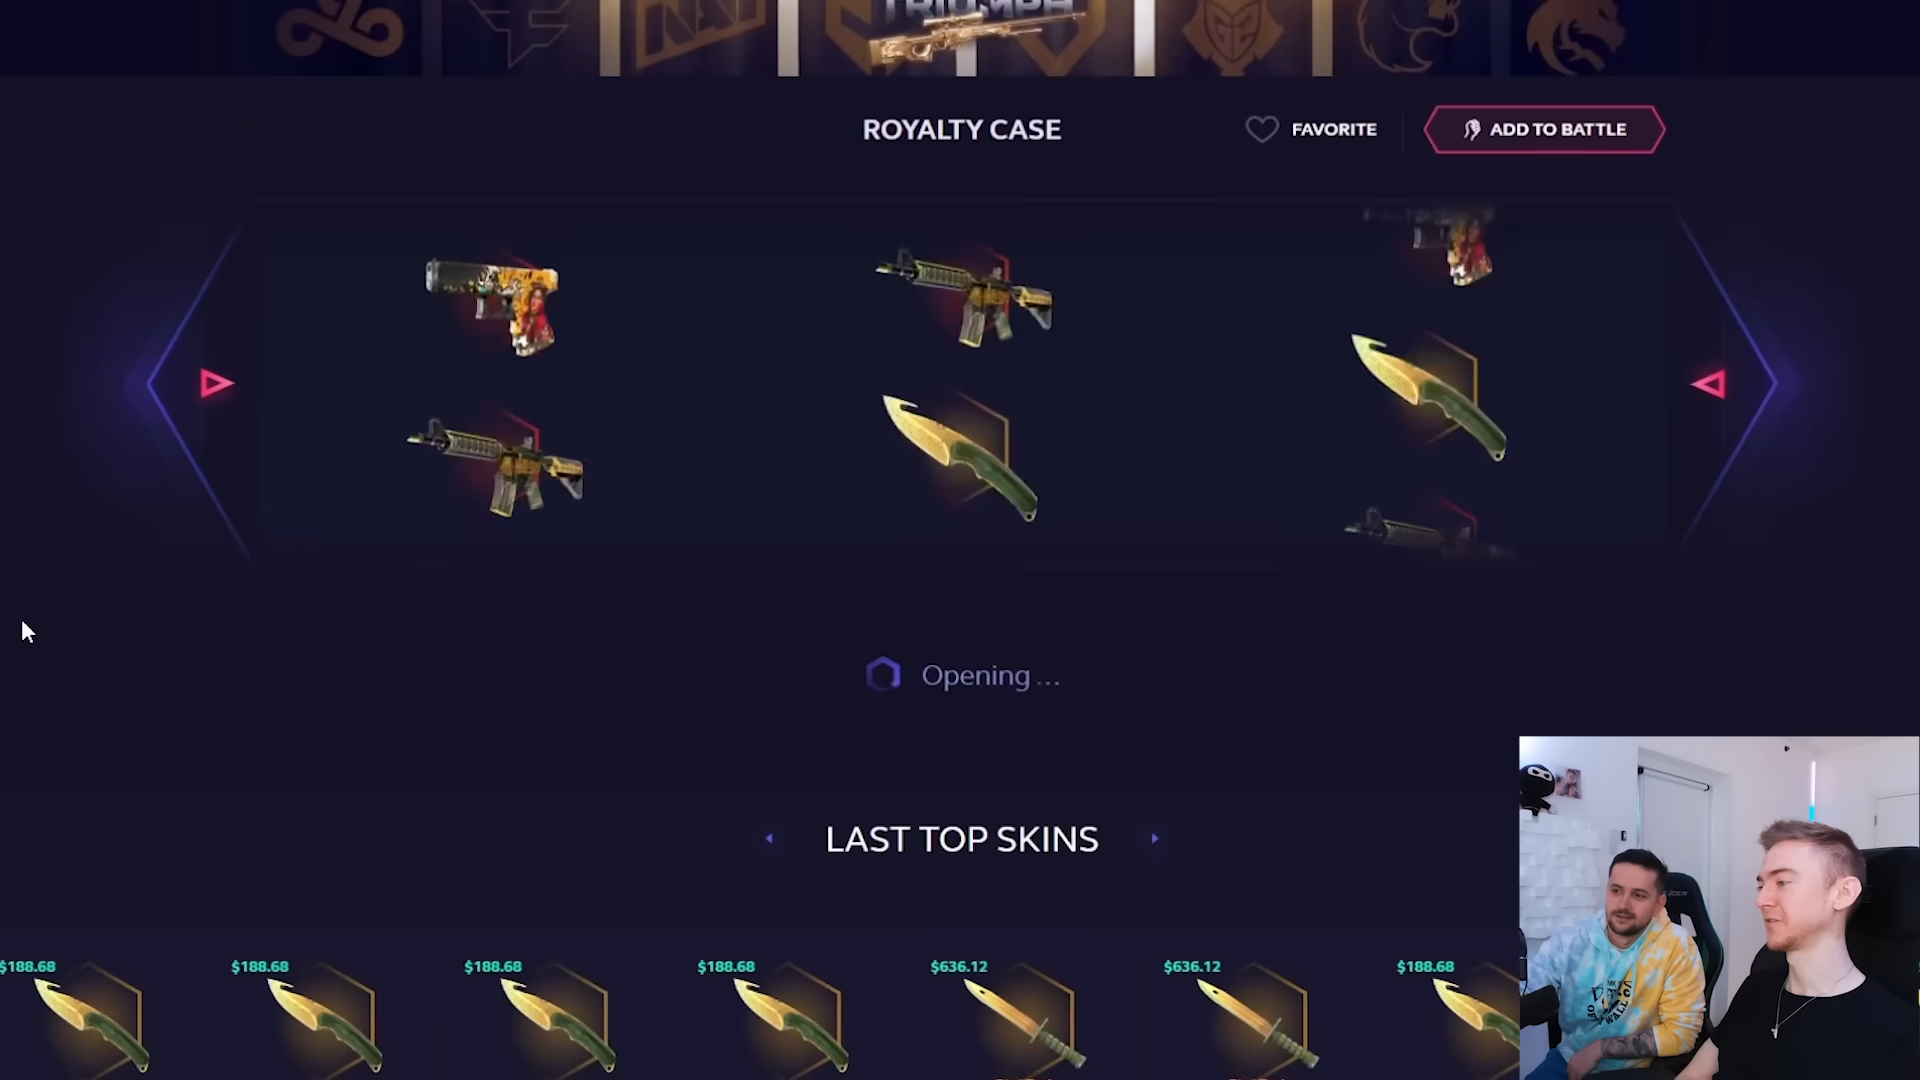 TRIUMPH
ROYALTY CASE
FAVORITE
ADD TO BATTLE
Opening ...
LAST TOP SKINS
$188.68
$188.68
$188.68
$188.68
$636.12
$636.12
$188.68